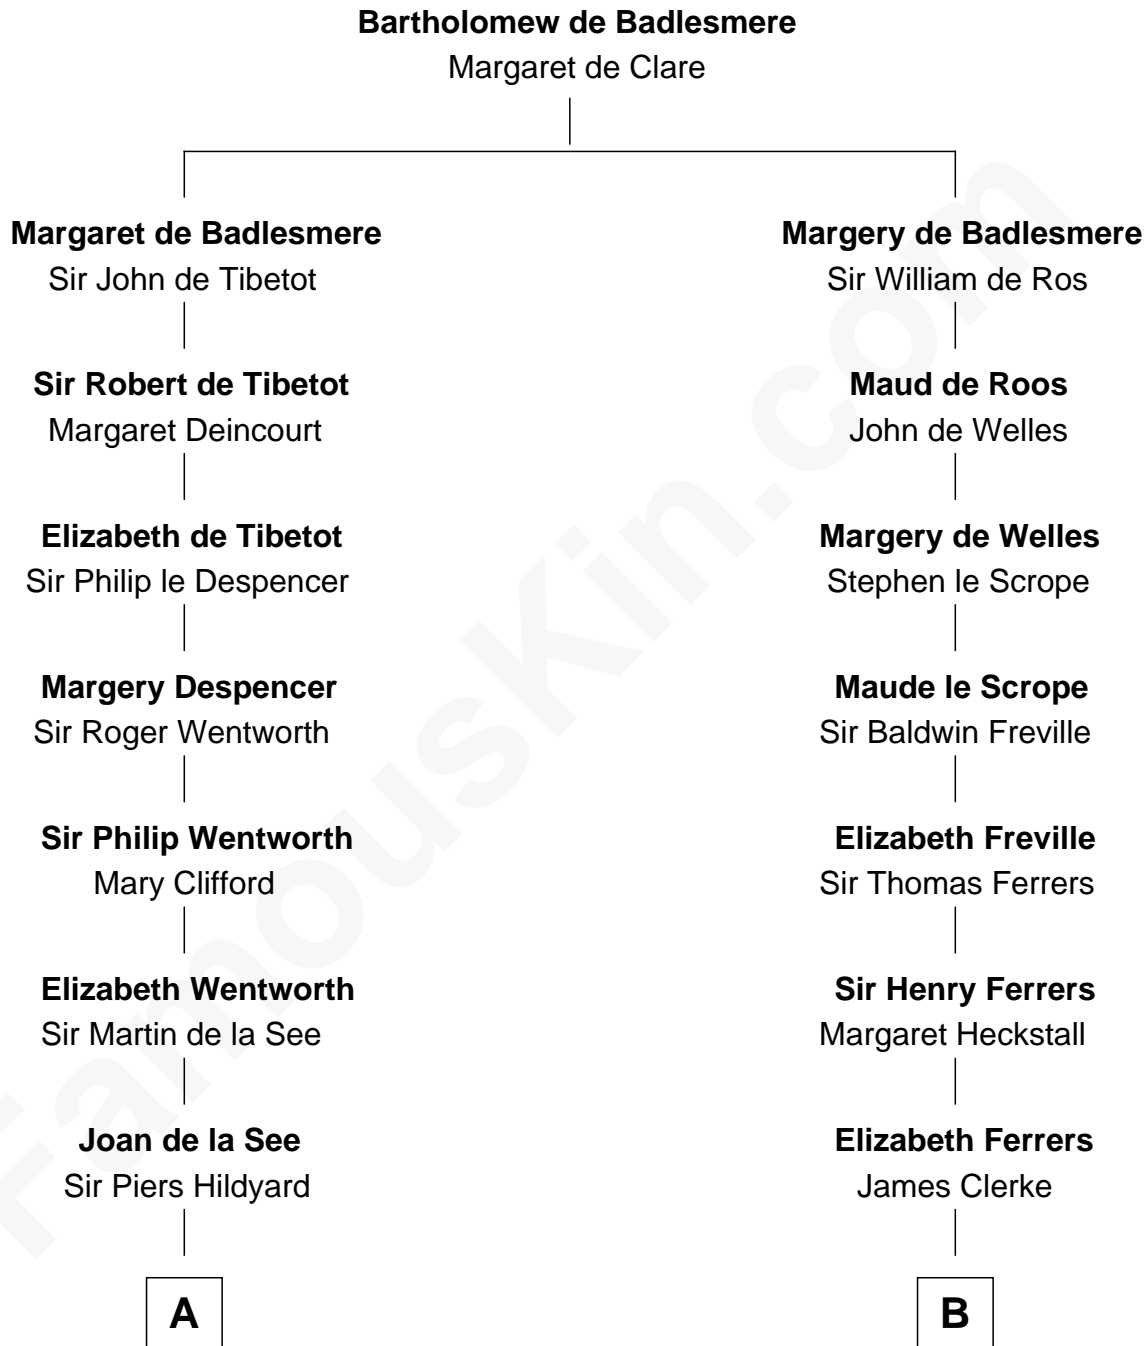 Bartholomew de Badlesmere
Margaret de Clare
Margaret de Badlesmere
Sir John de Tibetot
Sir Robert de Tibetot
Margaret Deincourt
Elizabeth de Tibetot
Sir Philip le Despencer
Margery Despencer
Sir Roger Wentworth
Sir Philip Wentworth
Mary Clifford
Elizabeth Wentworth
Sir Martin de la See
Joan de la See
Sir Piers Hildyard
A
Margery de Badlesmere
Sir William de Ros
Maud de Roos
John de Welles
Margery de Welles
Stephen le Scrope
Maude le Scrope
Sir Baldwin Freville
Elizabeth Freville
Sir Thomas Ferrers
Sir Henry Ferrers
Margaret Heckstall
Elizabeth Ferrers
James Clerke
B
FamousKin.com